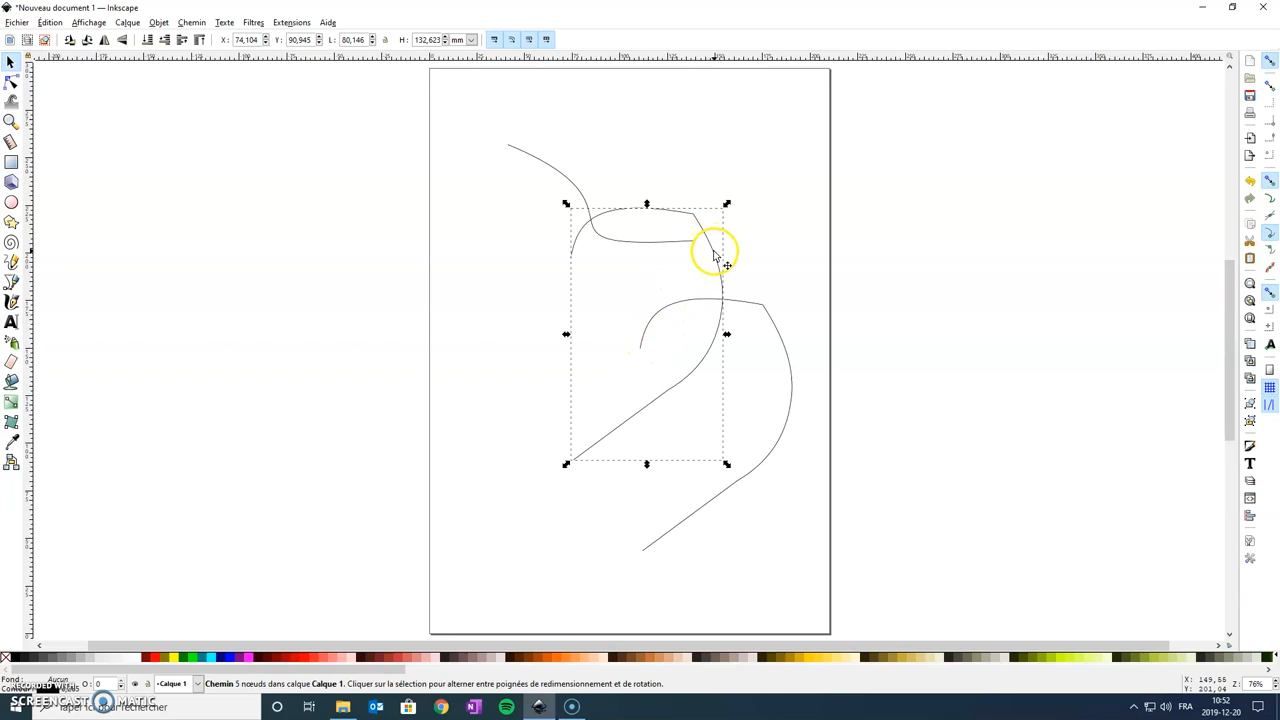 *Nouveau document 1 — Inkscape
Fichier Édition Affichage Calque Objet Chemin Texte Filtres Extensions Aide
X: 74,104 Y: 90,945 L: 80,146 H: 132,623 mm
Fond: Aucun
Contour
O: 0
Calque 1
Chemin 5 nœuds dans calque Calque 1. Cliquer sur la sélection pour alterner entre poignées de redimensionnement et de rotation.
X: 149,55
Y: 201,04
Z: 76%
RECORDED WITH
SCREENCAST MATIC
Taper ici pour rechercher
FRA
10:52
2019-12-20